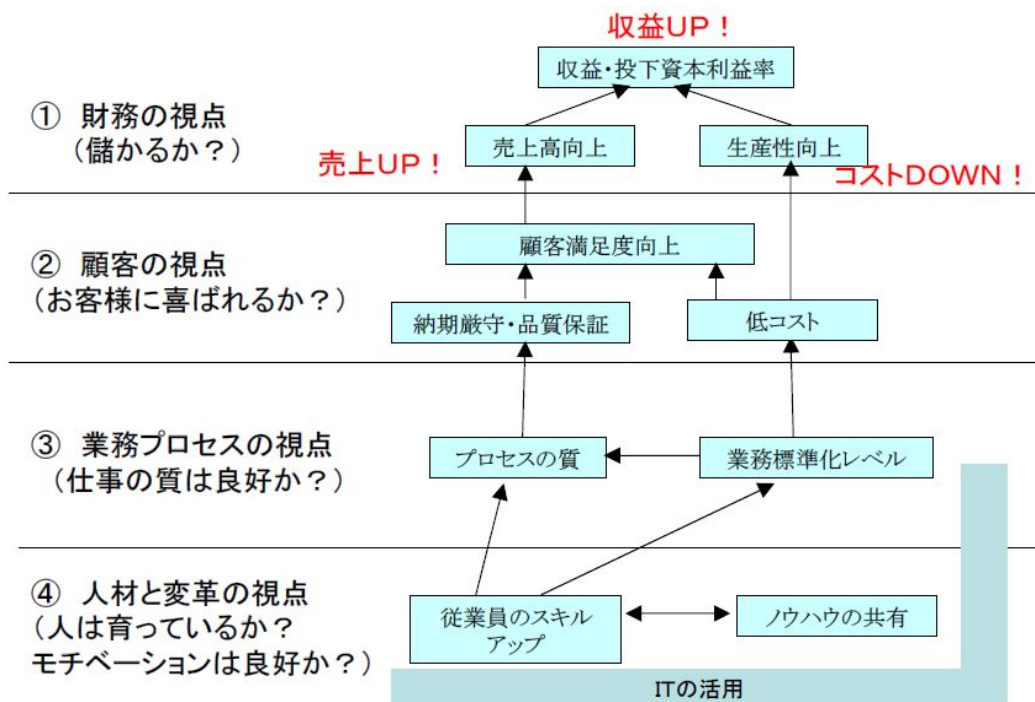 収益UP！
収益・投下資本利益率
① 財務の視点
（儲かるか？）
売上高向上
生産性向上
売上UP！
コストDOWN！
② 顧客の視点
（お客様に喜ばれるか？）
顧客満足度向上
納期厳守・品質保証
低コスト
③ 業務プロセスの視点
（仕事の質は良好か？）
プロセスの質
業務標準化レベル
④ 人材と変革の視点
（人は育っているか？
モチベーションは良好か？）
従業員のスキル
アップ
ノウハウの共有
ITの活用